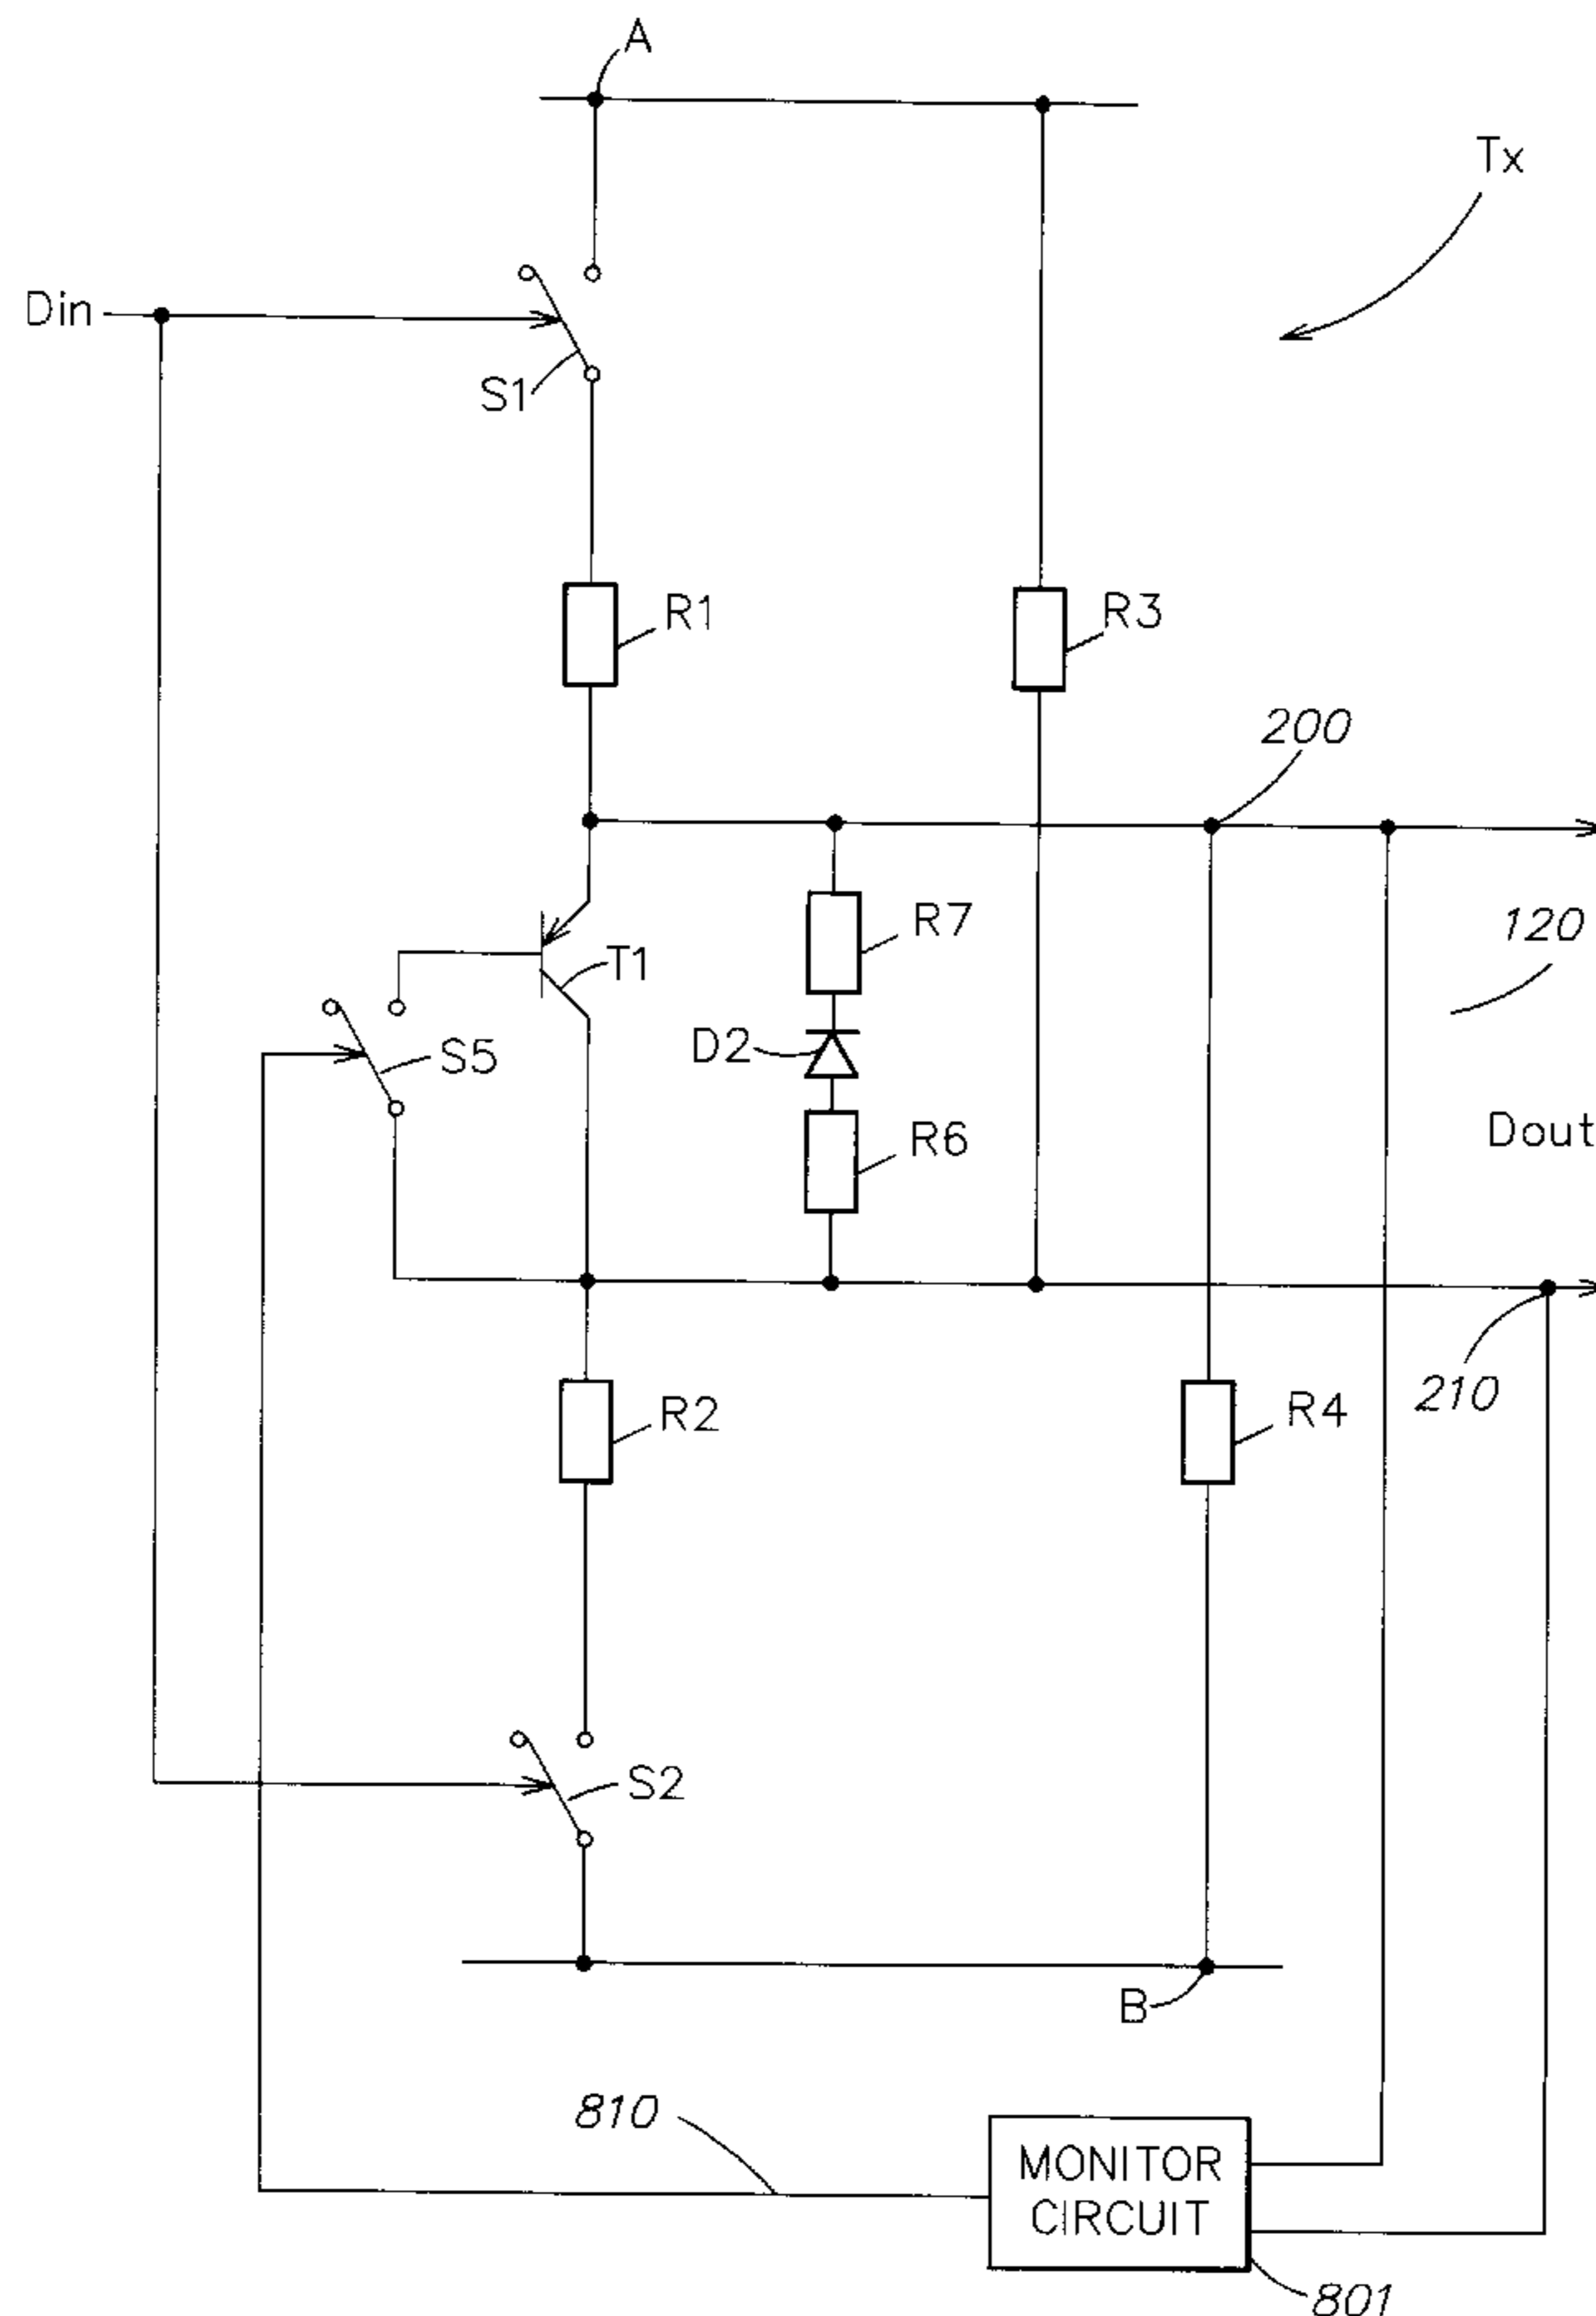 A
Tx
Din
S1
R1
R3
200
R7
120
T1
D2
S5
R6
Dout
R2
R4
210
S2
B
810
MONITOR
CIRCUIT
801